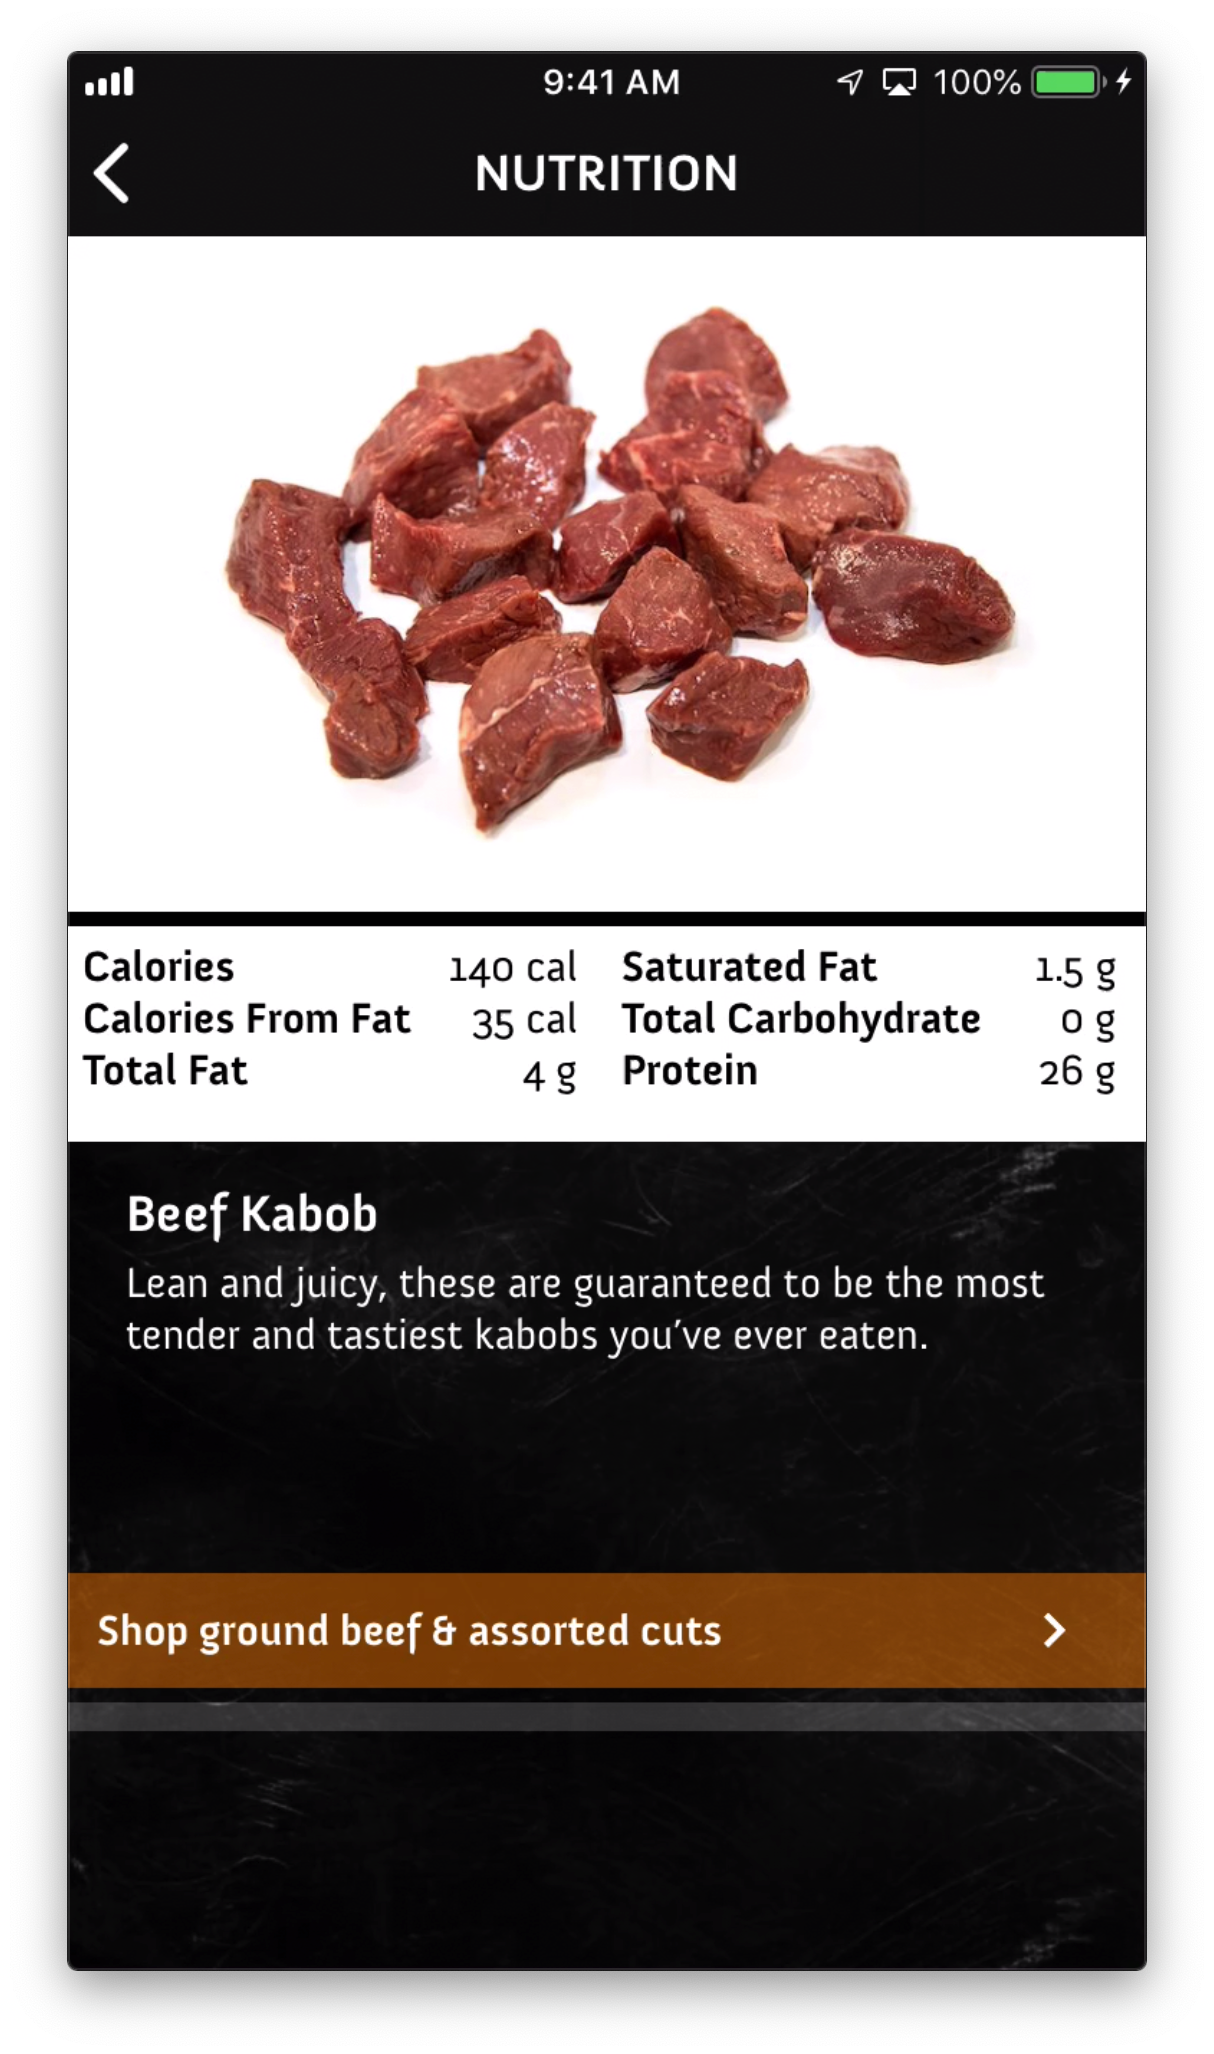 9:41 AM 100%
NUTRITION
Calories 140 cal Saturated Fat 1.5 g
Calories From Fat 35 cal Total Carbohydrate 0 g
Total Fat 4 g Protein 26 g
Beef Kabob
Lean and juicy, these are guaranteed to be the most
tender and tastiest kabobs you've ever eaten.
Shop ground beef & assorted cuts